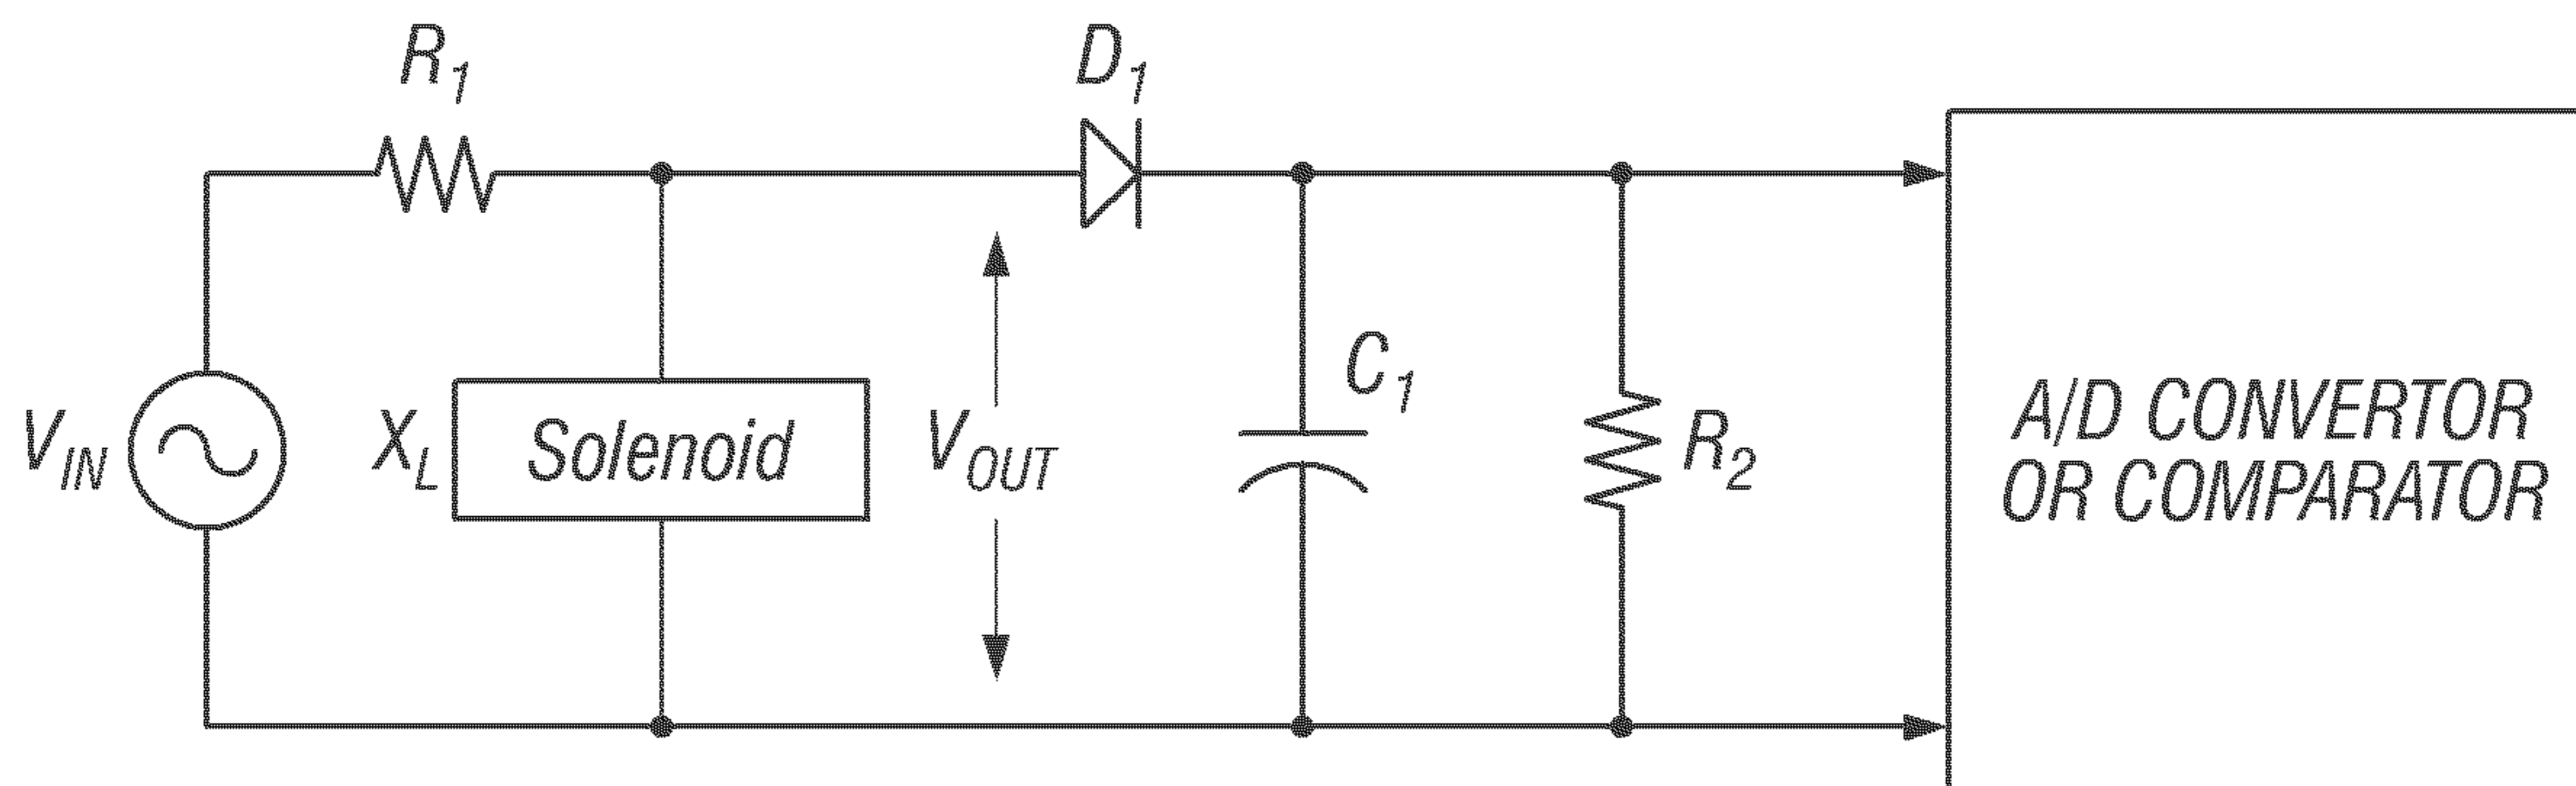 R1
D1
VIN
XL
Solenoid
VOUT
C1
R2
A/D CONVERTOR
OR COMPARATOR